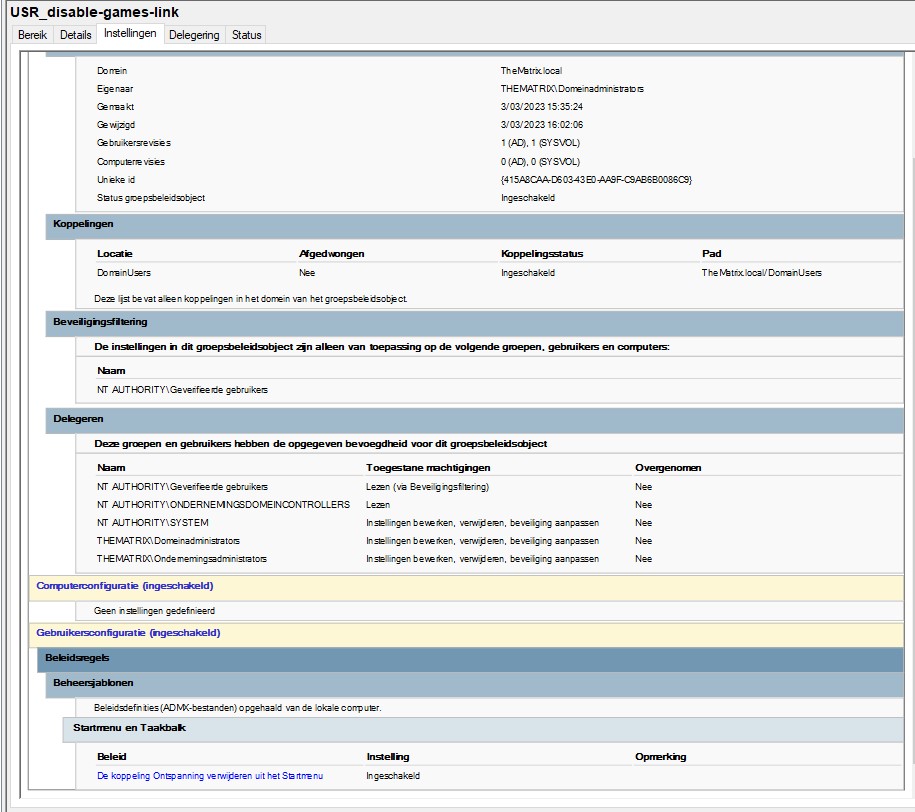 USR_disable-games-link
Bereik Details Instellingen Delegering Status
Domein TheMatrix.local
Eigenaar THEMATRIX\Domeinadministrators
Gemaakt 3/03/2023 15:35:24
Gewijzigd 3/03/2023 16:02:06
Gebruikersrevisies 1 (AD), 1 (SYSVOL)
Computerrevisies 0 (AD), 0 (SYSVOL)
Unieke id {415A8CAA-D603-43E0-AA9F-C9AB6B0086C9}
Status groepsbeleidsobject Ingeschakeld
Koppelingen
Locatie Afgedwongen Koppelingsstatus Pad
DomainUsers Nee Ingeschakeld TheMatrix.local/DomainUsers
Deze lijst bevat alleen koppelingen in het domein van het groepsbeleidsobject.
Beveiligingsfiltering
De instellingen in dit groepsbeleidsobject zijn alleen van toepassing op de volgende groepen, gebruikers en computers:
Naam
NT AUTHORITY\Geverifieerde gebruikers
Delegeren
Deze groepen en gebruikers hebben de opgegeven bevoegdheid voor dit groepsbeleidsobject
Naam Toegestane machtigingen Overgenomen
NT AUTHORITY\Geverifieerde gebruikers Lezen (via Beveiligingsfiltering) Nee
NT AUTHORITY\ONDERNEMINGSDOMEINCONTROLLERS Lezen Nee
NT AUTHORITY\SYSTEM Instellingen bewerken, verwijderen, beveiliging aanpassen Nee
THEMATRIX\Domeinadministrators Instellingen bewerken, verwijderen, beveiliging aanpassen Nee
THEMATRIX\Ondernemingsadministrators Instellingen bewerken, verwijderen, beveiliging aanpassen Nee
Computerconfiguratie (ingeschakeld)
Geen instellingen gedefinieerd
Gebruikersconfiguratie (ingeschakeld)
Beleidsregels
Beheersjablonen
Beleidsdefinities (ADMX-bestanden) opgehaald van de lokale computer.
Startmenu en Taakbalk
Beleid Instelling Opmerking
De koppeling Ontspanning verwijderen uit het Startmenu Ingeschakeld